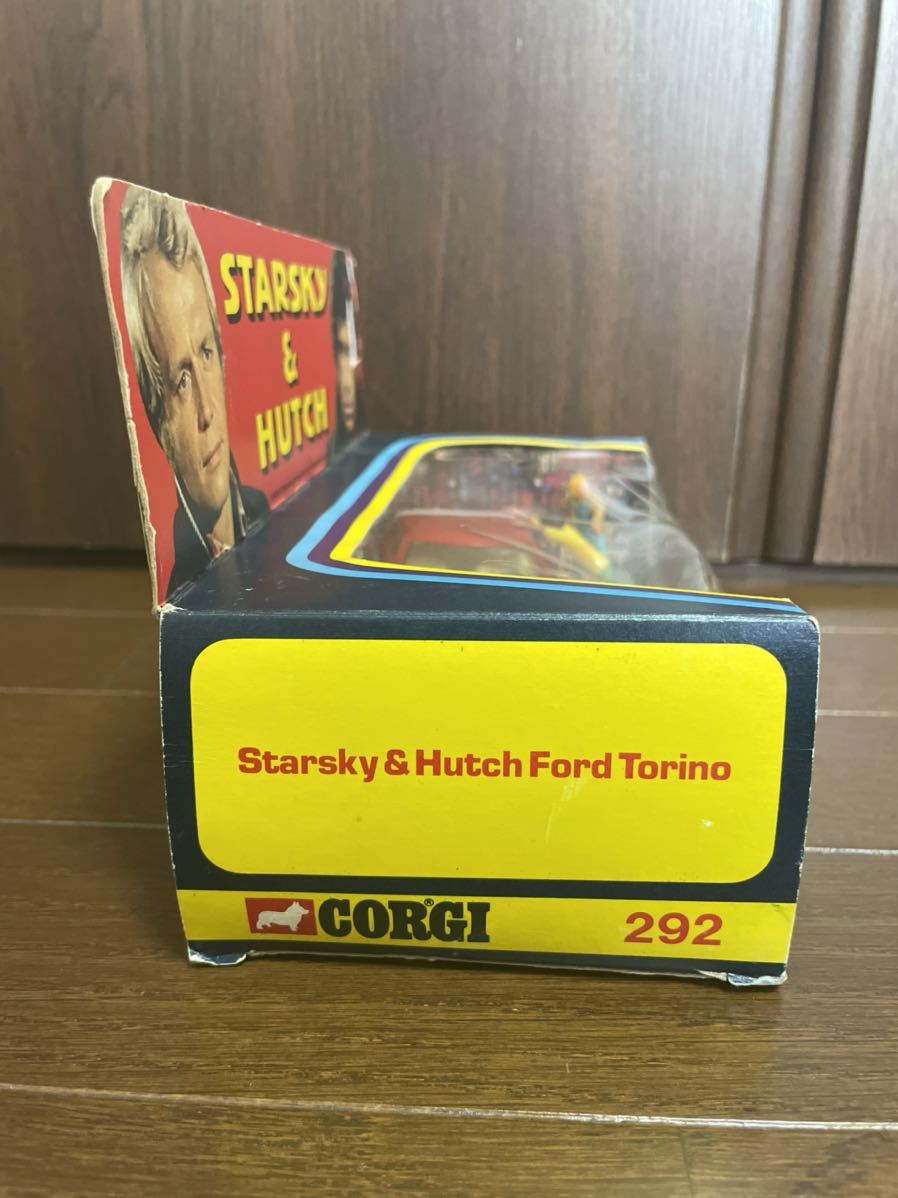 STARSKY
&
HUTCH
Starsky & Hutch Ford Torino
CORGI®
292